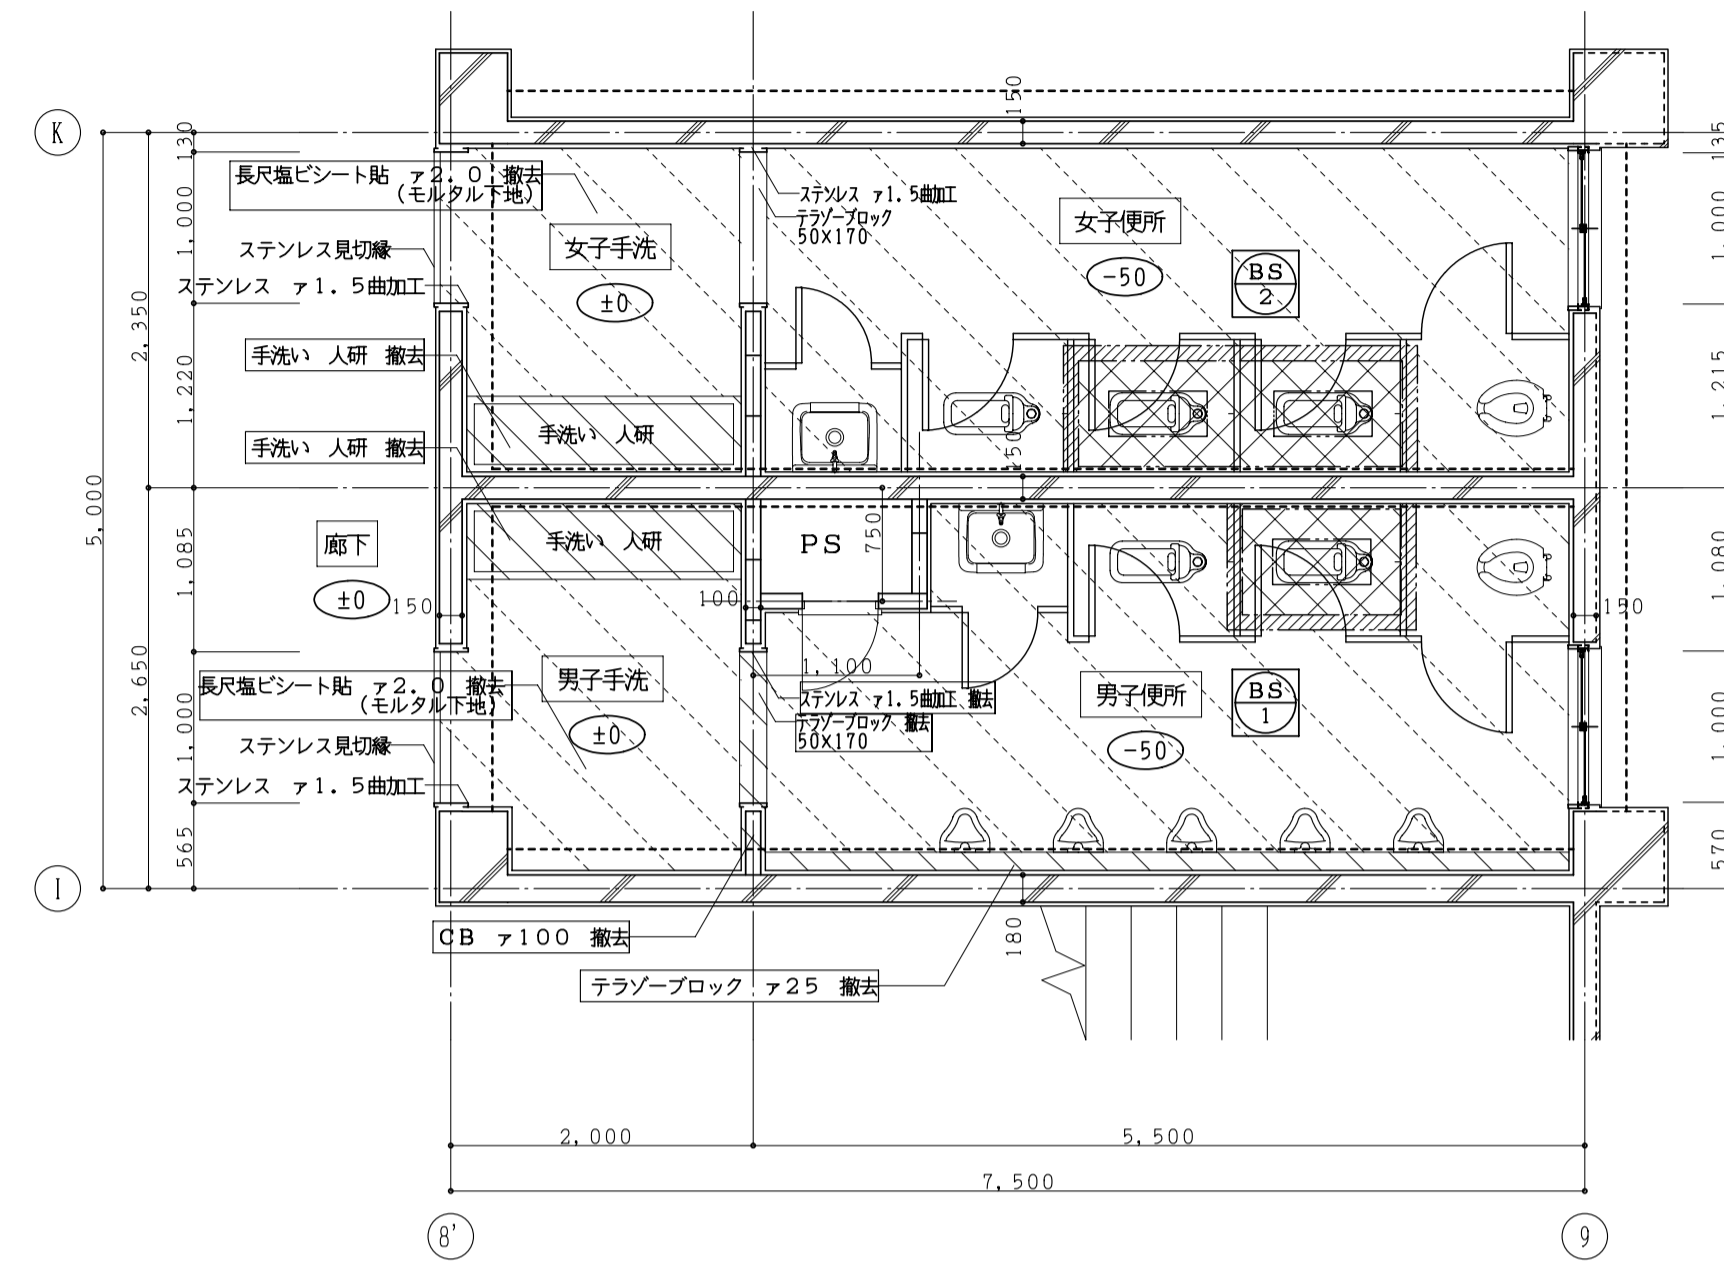 K
150
130
135
長尺塩ビシート貼 ァ2.0 撤去
(モルタル下地)
ステンレス ァ1.5曲加工
テラゾーブロック
50X170
女子便所
1,000
1,000
ステンレス見切縁
女子手洗
-50
BS
2
ステンレス ァ1.5曲加工
±0
2,350
手洗い 人研 撤去
1,220
1,215
手洗い 人研
手洗い 人研 撤去
150
5,000
廊下
手洗い 人研
PS
750
1,085
1,080
±0
150
100
150
2,650
長尺塩ビシート貼 ァ2.0 撤去
(モルタル下地)
男子手洗
1,100
ステンレス ァ1.5曲加工 撤去
テラゾーブロック 撤去
50X170
男子便所
BS
1
±0
-50
1,000
1,000
ステンレス見切縁
ステンレス ァ1.5曲加工
565
570
I
CB ァ100 撤去
180
テラゾーブロック ァ25 撤去
2,000
5,500
7,500
8'
9